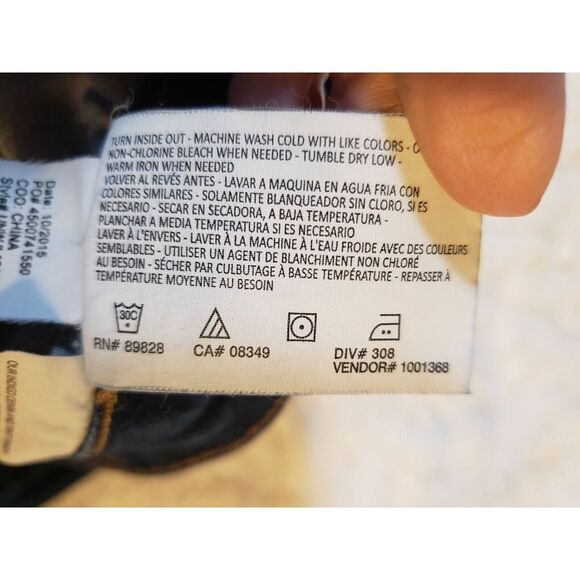 TURN INSIDE OUT - MACHINE WASH COLD WITH LIKE COLORS -
NON-CHLORINE BLEACH WHEN NEEDED - TUMBLE DRY LOW -
WARM IRON WHEN NEEDED
VOLVER AL REVÉS ANTES - LAVAR A MAQUINA EN AGUA FRIA CON
COLORES SIMILARES - SOLAMENTE BLANQUEADOR SIN CLORO, SI ES
NECESARIO - SECAR EN SECADORA, A BAJA TEMPERATURA -
PLANCHAR A MEDIA TEMPERATURA SI ES NECESARIO
LAVER À L'ENVERS - LAVER À LA MACHINE À L'EAU FROIDE AVEC DES COULEURS
SEMBLABLES - UTILISER UN AGENT DE BLANCHIMENT NON CHLORÉ
AU BESOIN - SÉCHER PAR CULBUTAGE À BASSE TEMPÉRATURE - REPASSER À
TEMPÉRATURE MOYENNE AU BESOIN
30C
RN# 89828 CA# 08349 DIV# 308
VENDOR# 1001368
Date: 10/2015
PO# 4500741550
COO: CHINA